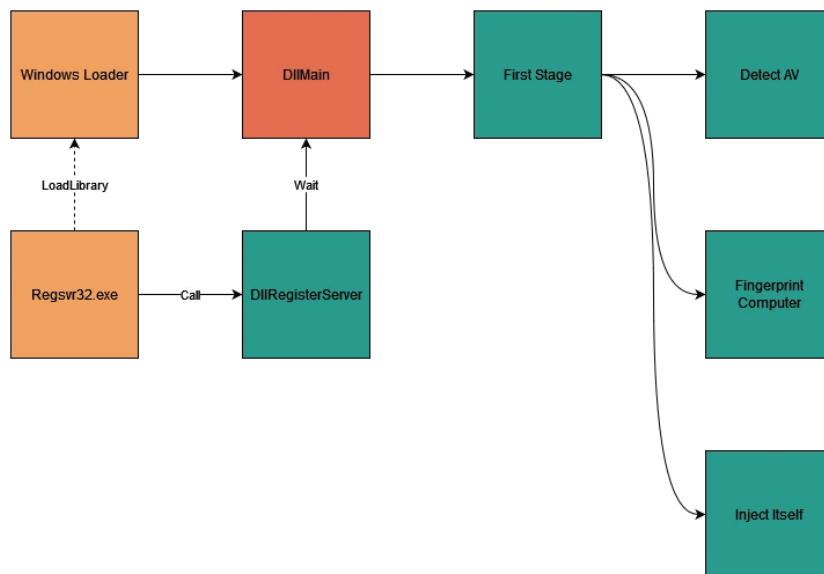 Windows Loader
DllMain
First Stage
Detect AV
LoadLibrary
Wait
Regsvr32.exe
Call
DllRegisterServer
Fingerprint
Computer
Inject Itself